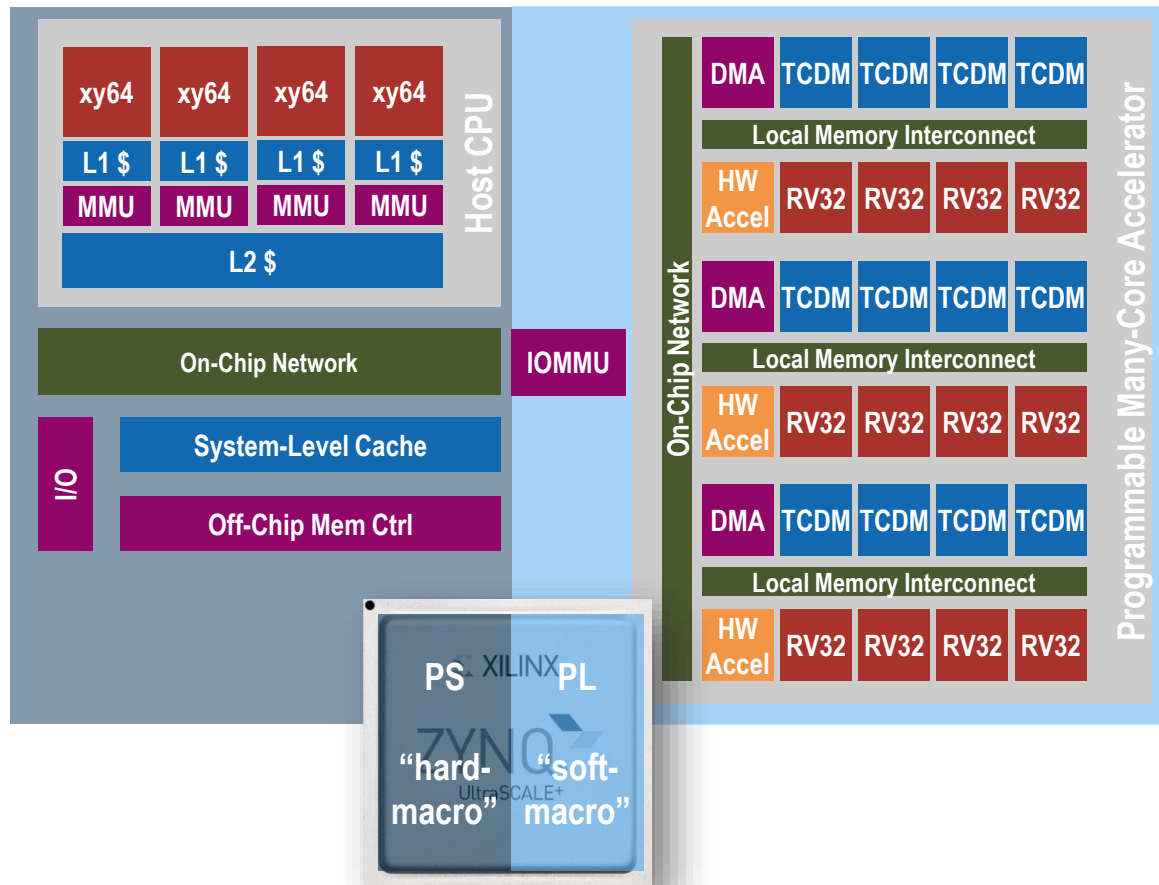 xy64 xy64 xy64 xy64
L1 $ L1 $ L1 $ L1 $
MMU MMU MMU MMU
L2 $
Host CPU
On-Chip Network
IOMMU
I/O
System-Level Cache
Off-Chip Mem Ctrl
On-Chip Network
DMA TCDM TCDM TCDM TCDM
Local Memory Interconnect
HW
Accel RV32 RV32 RV32 RV32
DMA TCDM TCDM TCDM TCDM
Local Memory Interconnect
HW
Accel RV32 RV32 RV32 RV32
DMA TCDM TCDM TCDM TCDM
Local Memory Interconnect
HW
Accel RV32 RV32 RV32 RV32
Programmable Many-Core Accelerator
PS PL
XILINX
ZYNQ
UltraSCALE+
“hard-
macro”
“soft-
macro”